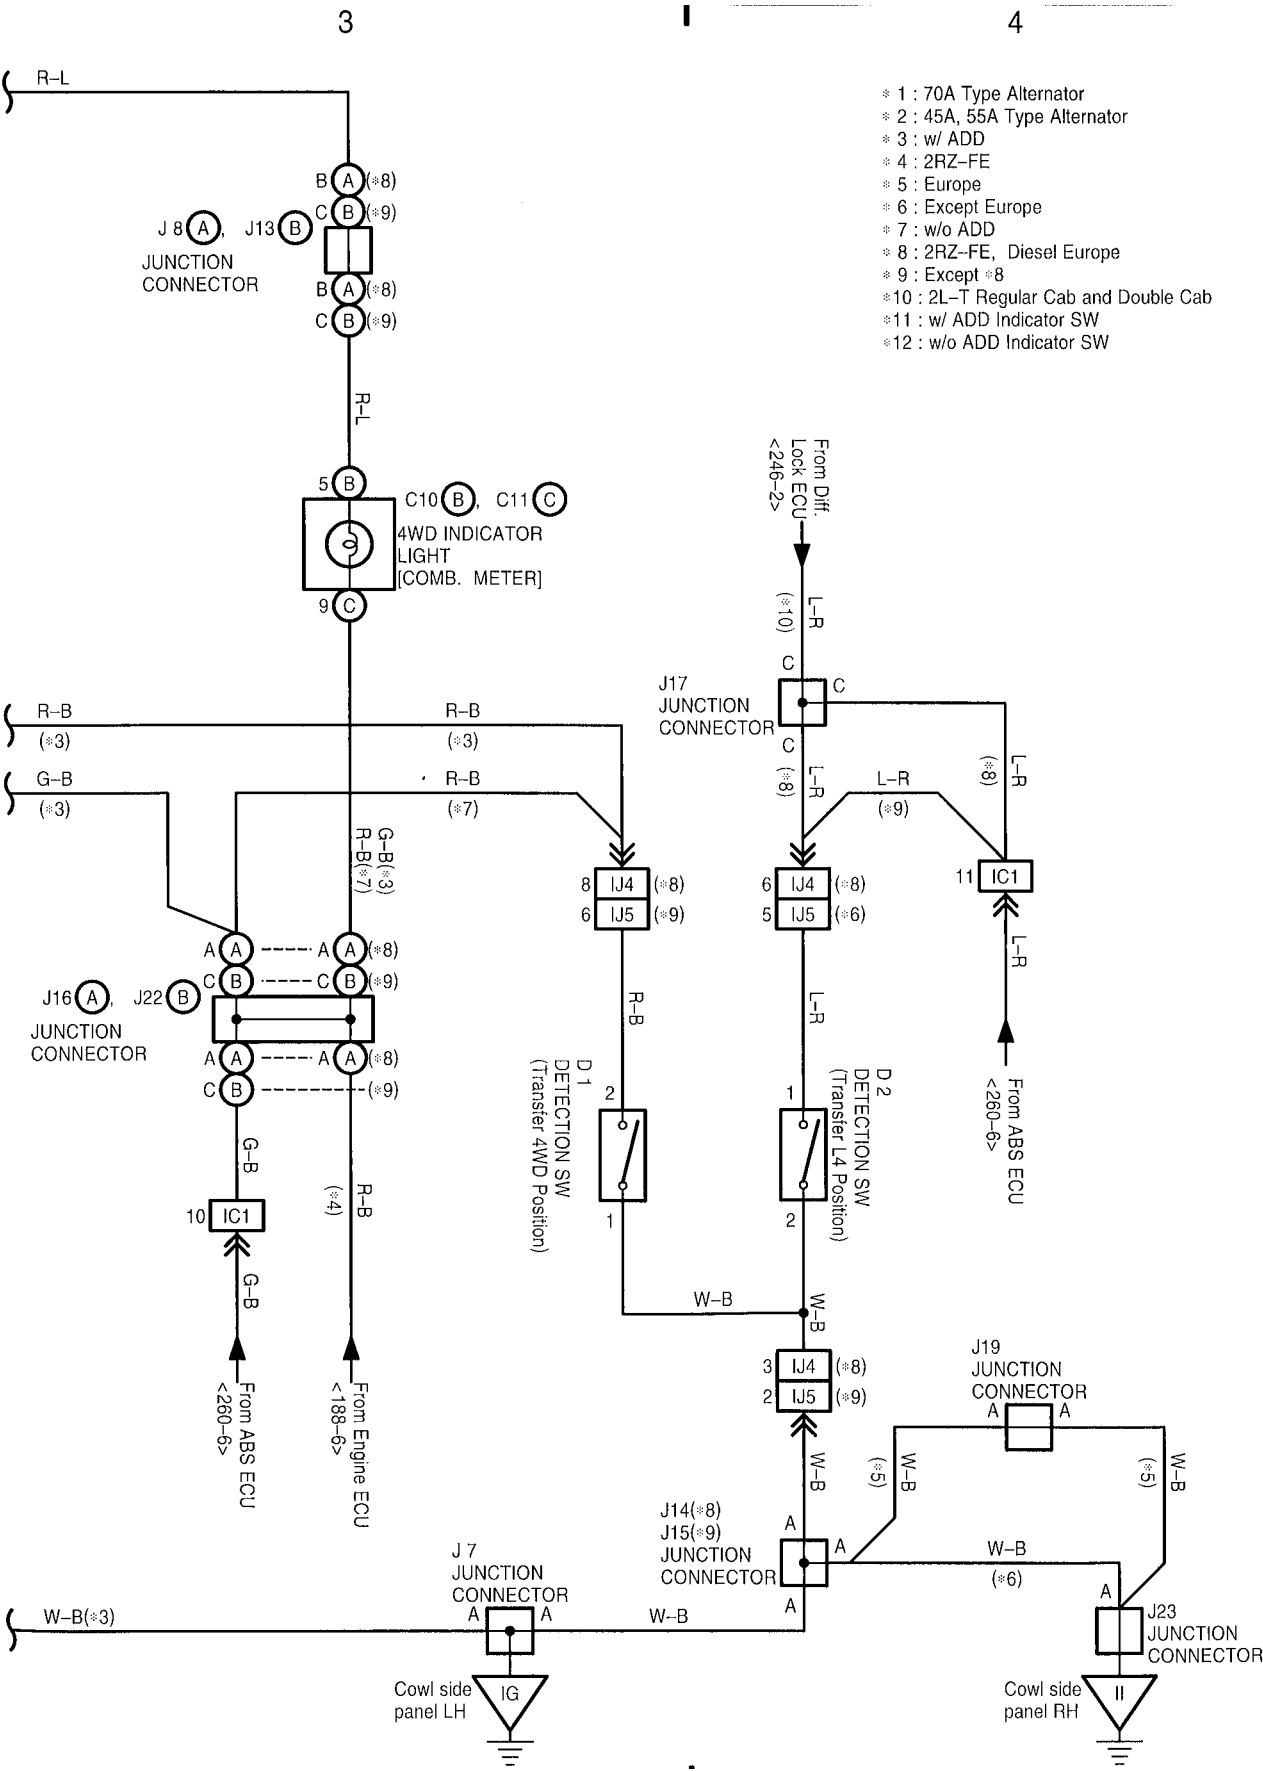 3
4
R–L
* 1 : 70A Type Alternator
* 2 : 45A, 55A Type Alternator
* 3 : w/ ADD
* 4 : 2RZ–FE
* 5 : Europe
* 6 : Except Europe
* 7 : w/o ADD
* 8 : 2RZ–FE, Diesel Europe
* 9 : Except *8
*10 : 2L–T Regular Cab and Double Cab
*11 : w/ ADD Indicator SW
*12 : w/o ADD Indicator SW
B A (*8)
C B (*9)
J 8 A, J13 B
JUNCTION
CONNECTOR
B A (*8)
C B (*9)
R–L
5 B
C10 B, C11 C
4WD INDICATOR
LIGHT
[COMB. METER]
9 C
From Diff.
Lock ECU
<246–2>
L–R
(*10)
C
J17
JUNCTION
CONNECTOR
C
C
L–R
(*8)
L–R
(*9)
L–R
(*8)
R–B
(*3)
R–B
(*3)
G–B
(*3)
R–B
(*7)
G–B(*3)
R–B(*7)
8 IJ4 (*8)
6 IJ5 (*9)
6 IJ4 (*8)
5 IJ5 (*6)
11 IC1
L–R
From ABS ECU
<260–6>
A A A A (*8)
C B C B (*9)
J16 A, J22 B
JUNCTION
CONNECTOR
A A A A (*8)
C B (*9)
R–B
L–R
2
D 1
DETECTION SW
(Transfer 4WD Position)
1
1
D 2
DETECTION SW
(Transfer L4 Position)
2
G–B
10 IC1
G–B
R–B
(*4)
From ABS ECU
<260–6>
From Engine ECU
<188–6>
W–B
W–B
3 IJ4 (*8)
2 IJ5 (*9)
W–B
J19
JUNCTION
CONNECTOR
A A
W–B
(*5)
W–B
(*5)
J14(*8)
J15(*9)
JUNCTION
CONNECTOR
A
A
A
W–B
(*6)
J 7
JUNCTION
CONNECTOR
A A
W–B(*3)
W–B
A
J23
JUNCTION
CONNECTOR
Cowl side
panel LH
IG
Cowl side
panel RH
II